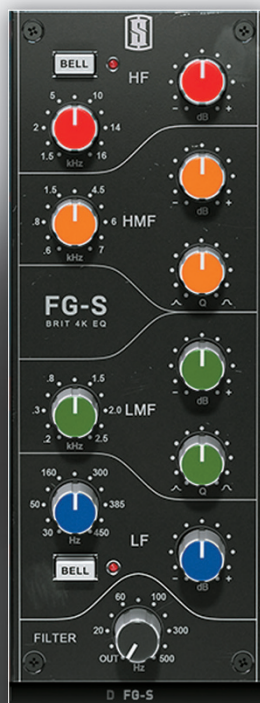 BELL
HF
5 10
2 14
1.5 kHz 16
- dB +
1.5 4.5
.8 HMF 6
.6 kHz 7
- dB +
FG-S
BRIT 4K EQ
Q
.8 1.5
.3 LMF 2.0
.2 kHz 2.5
- dB +
Q
160 300
50 385
30 Hz 450
LF
BELL
- dB +
60 100
FILTER 20 300
OUT Hz 500
D FG-S